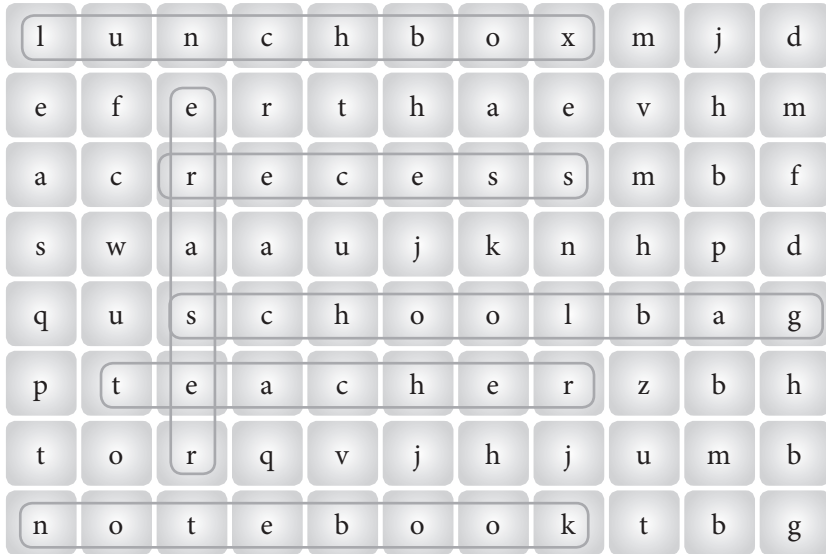 l u n c h b o x m j d
e f e r t h a e v h m
a c r e c e s s m b f
s w a a u j k n h p d
q u s c h o o l b a g
p t e a c h e r z b h
t o r q v j h j u m b
n o t e b o o k t b g